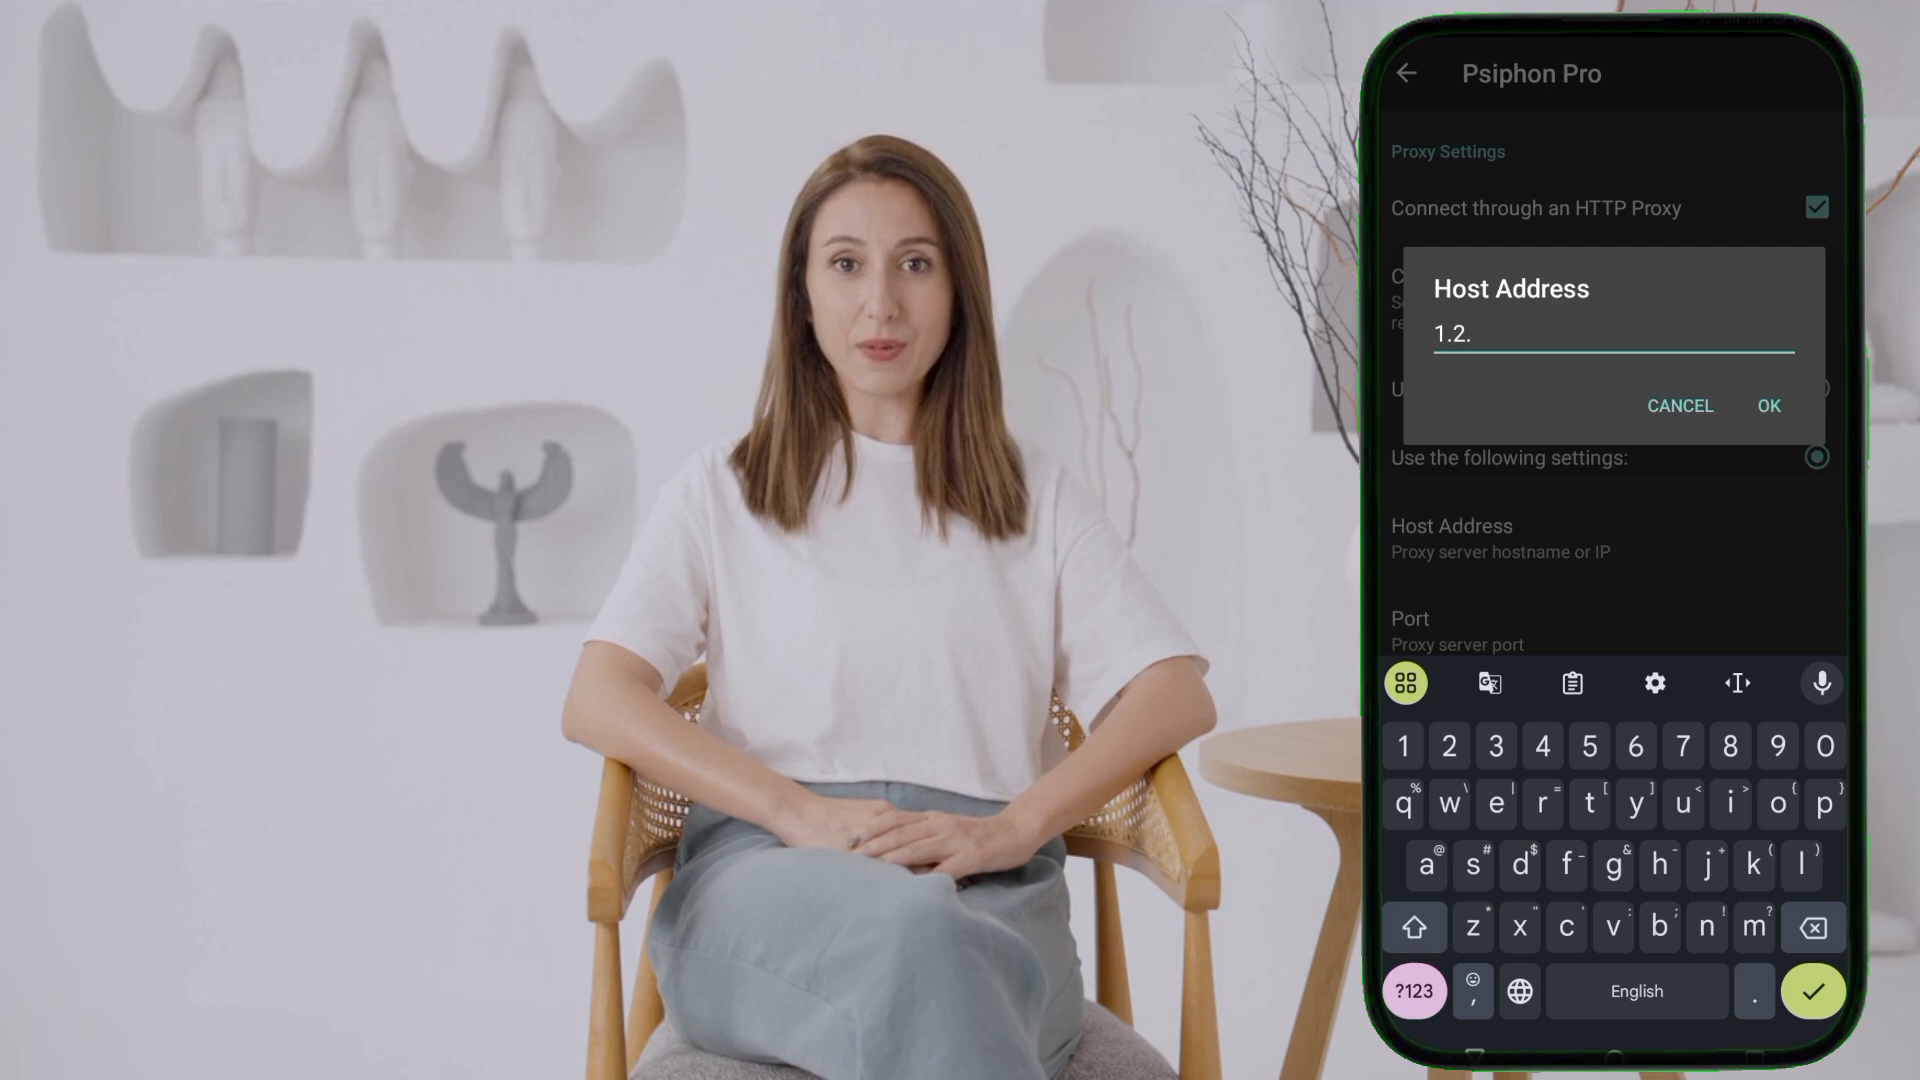 Psiphon Pro
Proxy Settings
Connect through an HTTP Proxy
Host Address
1.2.
CANCEL OK
Use the following settings:
Host Address
Proxy server hostname or IP
Port
Proxy server port
1 2 3 4 5 6 7 8 9 0
q w e r t y u i o p
a s d f g h j k l
z x c v b n m
?123 , English .